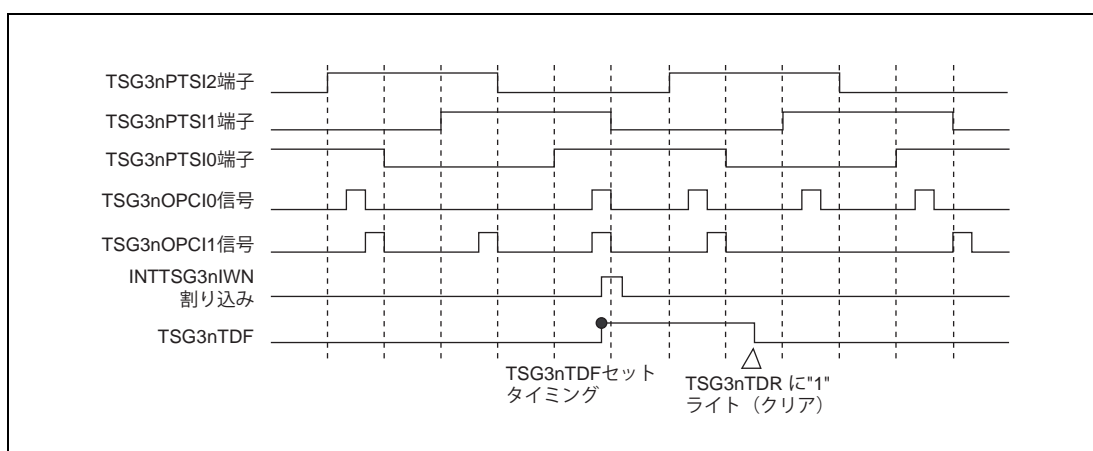 TSG3nPTSI2端子
TSG3nPTSI1端子
TSG3nPTSI0端子
TSG3nOPCI0信号
TSG3nOPCI1信号
INTTSG3nIWN
割り込み
TSG3nTDF
TSG3nTDFセット
タイミング
TSG3nTDR に"1"
ライト（クリア）